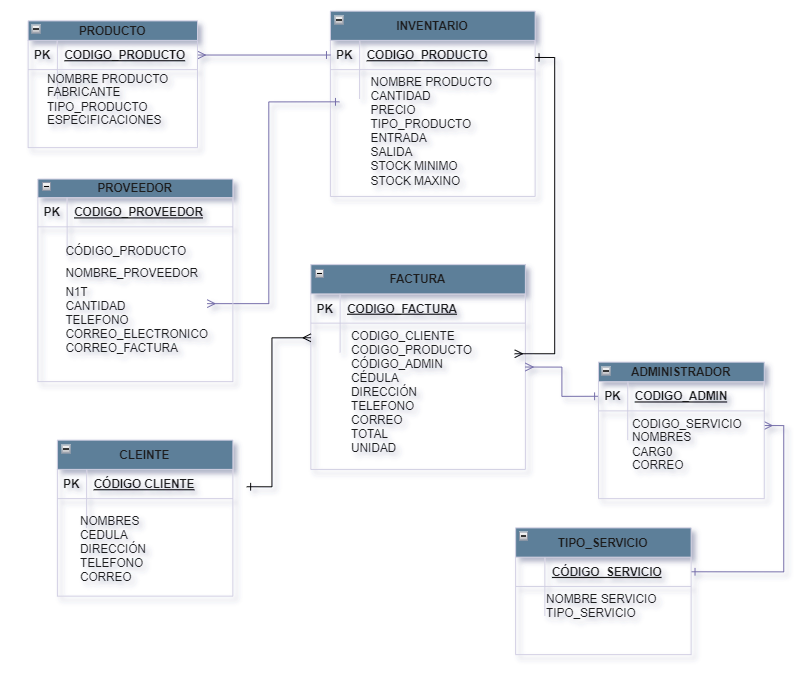 PRODUCTO
PK CODIGO_PRODUCTO
NOMBRE PRODUCTO
FABRICANTE
TIPO_PRODUCTO
ESPECIFICACIONES
INVENTARIO
PK CODIGO_PRODUCTO
NOMBRE PRODUCTO
CANTIDAD
PRECIO
TIPO_PRODUCTO
ENTRADA
SALIDA
STOCK MINIMO
STOCK MAXINO
PROVEEDOR
PK CODIGO_PROVEEDOR
CÓDIGO_PRODUCTO
NOMBRE_PROVEEDOR
N1T
CANTIDAD
TELEFONO
CORREO_ELECTRONICO
CORREO_FACTURA
FACTURA
PK CODIGO_FACTURA
CODIGO_CLIENTE
CODIGO_PRODUCTO
CÓDIGO_ADMIN
CÉDULA
DIRECCIÓN
TELEFONO
CORREO
TOTAL
UNIDAD
ADMINISTRADOR
PK CODIGO_ADMIN
CODIGO_SERVICIO
NOMBRES
CARG0
CORREO
CLEINTE
PK CÓDIGO CLIENTE
NOMBRES
CEDULA
DIRECCIÓN
TELEFONO
CORREO
TIPO_SERVICIO
CÓDIGO_SERVICIO
NOMBRE SERVICIO
TIPO_SERVICIO